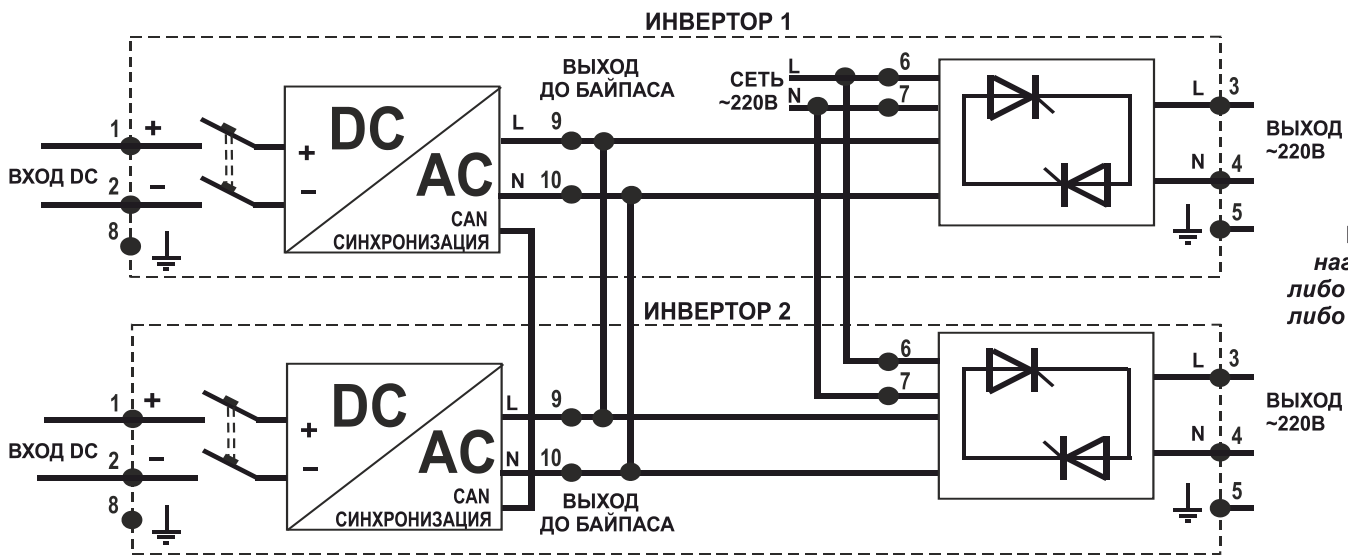 ИНВЕРТОР 1
ВЫХОД
ДО БАЙПАСА
СЕТЬ
~220В
L
N
6
7
L 3
N 4
5
ВЫХОД
~220В
1 +
ВХОД DC
2 –
8
+
–
DC
AC
CAN
СИНХРОНИЗАЦИЯ
L 9
N 10
наг
либо
либо
ИНВЕРТОР 2
6
7
L 3
N 4
5
ВЫХОД
~220В
1 +
ВХОД DC
2 –
8
+
–
DC
AC
CAN
СИНХРОНИЗАЦИЯ
L 9
N 10
ВЫХОД
ДО БАЙПАСА